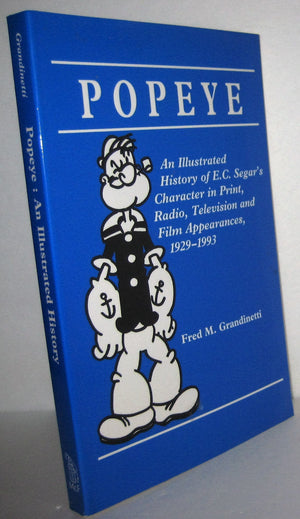 Grandinetti
Popeye : An Illustrated History
POPEYE
An Illustrated
History of E.C. Segar's
Character in Print,
Radio, Television and
Film Appearances,
1929–1993
Fred M. Grandinetti